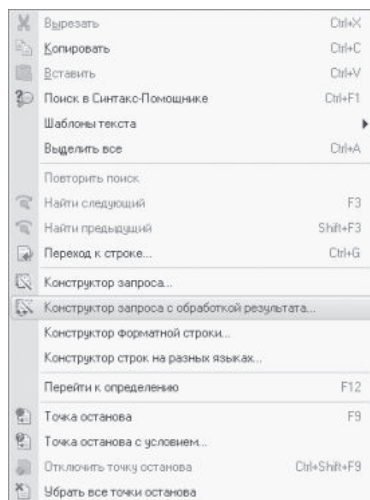 Вырезать Ctrl+X
Копировать Ctrl+C
Вставить Ctrl+V
Поиск в Синтакс-Помощнике Ctrl+F1
Шаблоны текста
Выделить все Ctrl+A
Повторить поиск
Найти следующий F3
Найти предыдущий Shift+F3
Переход к строке... Ctrl+G
Конструктор запроса...
Конструктор запроса с обработкой результата...
Конструктор форматной строки...
Конструктор строк на разных языках...
Перейти к определению F12
Точка останова F9
Точка останова с условием...
Отключить точку останова Ctrl+Shift+F9
Убрать все точки останова